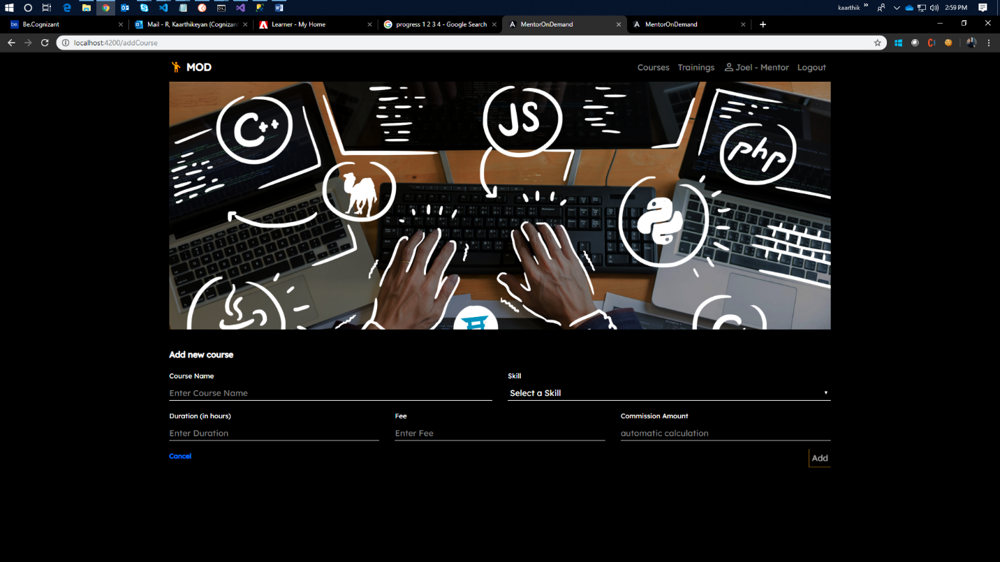 kaarthik
2:59 PM
Be.Cognizant
Mail - R, Kaarthikeyan (Cognizant
Learner - My Home
progress 1 2 3 4 - Google Search
MentorOnDemand
MentorOnDemand
localhost:4200/addCourse
MOD
Courses Trainings Joel - Mentor Logout
C++
JS
php
Add new course
Course Name
Skill
Enter Course Name
Select a Skill
Duration (in hours)
Fee
Commission Amount
Enter Duration
Enter Fee
automatic calculation
Cancel
Add